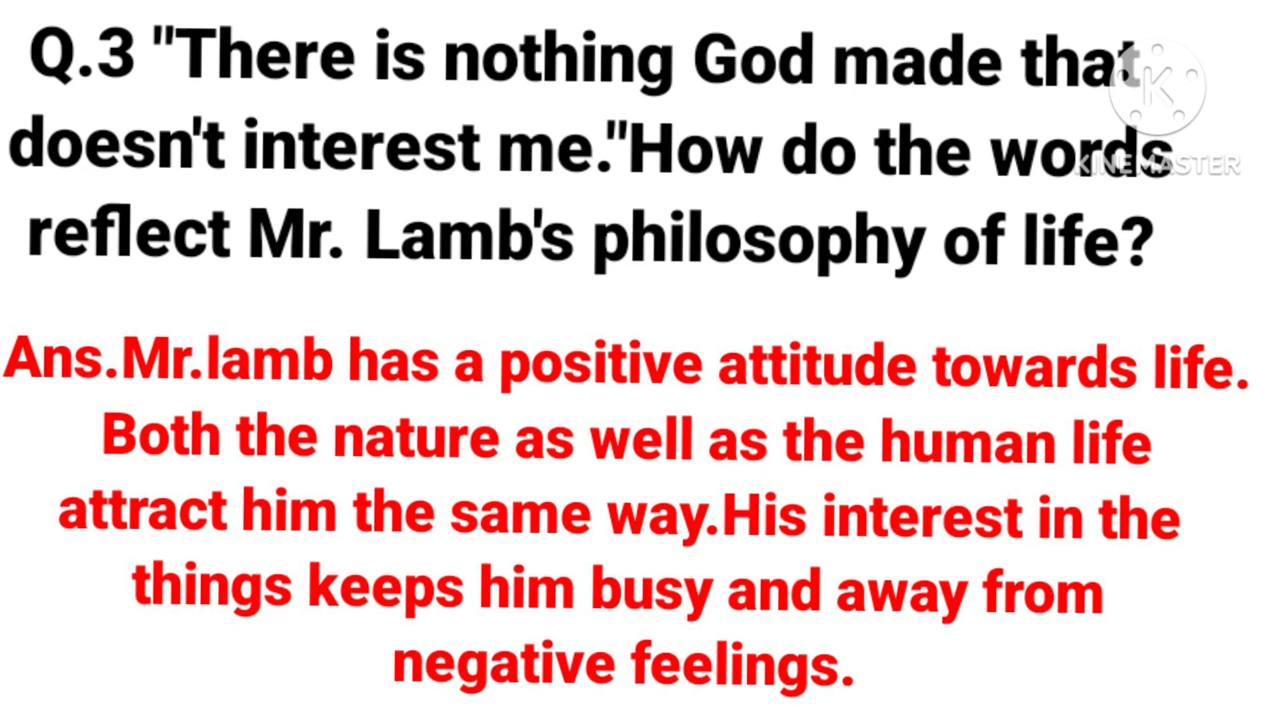 Q.3 "There is nothing God made that
doesn't interest me."How do the words
reflect Mr. Lamb's philosophy of life?
KINEMASTER
Ans.Mr.lamb has a positive attitude towards life.
Both the nature as well as the human life
attract him the same way.His interest in the
things keeps him busy and away from
negative feelings.